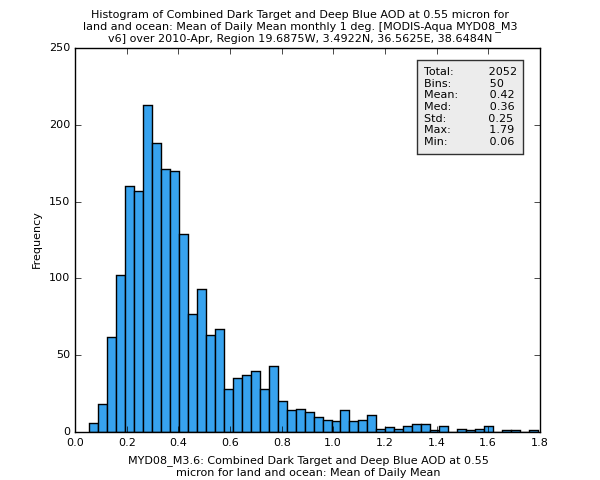 Histogram of Combined Dark Target and Deep Blue AOD at 0.55 micron for
land and ocean: Mean of Daily Mean monthly 1 deg. [MODIS-Aqua MYD08_M3
v6] over 2010-Apr, Region 19.6875W, 3.4922N, 36.5625E, 38.6484N
250
200
150
100
50
0
Frequency
Total: 2052
Bins: 50
Mean: 0.42
Med: 0.36
Std: 0.25
Max: 1.79
Min: 0.06
0.0 0.2 0.4 0.6 0.8 1.0 1.2 1.4 1.6 1.8
MYD08_M3.6: Combined Dark Target and Deep Blue AOD at 0.55
micron for land and ocean: Mean of Daily Mean